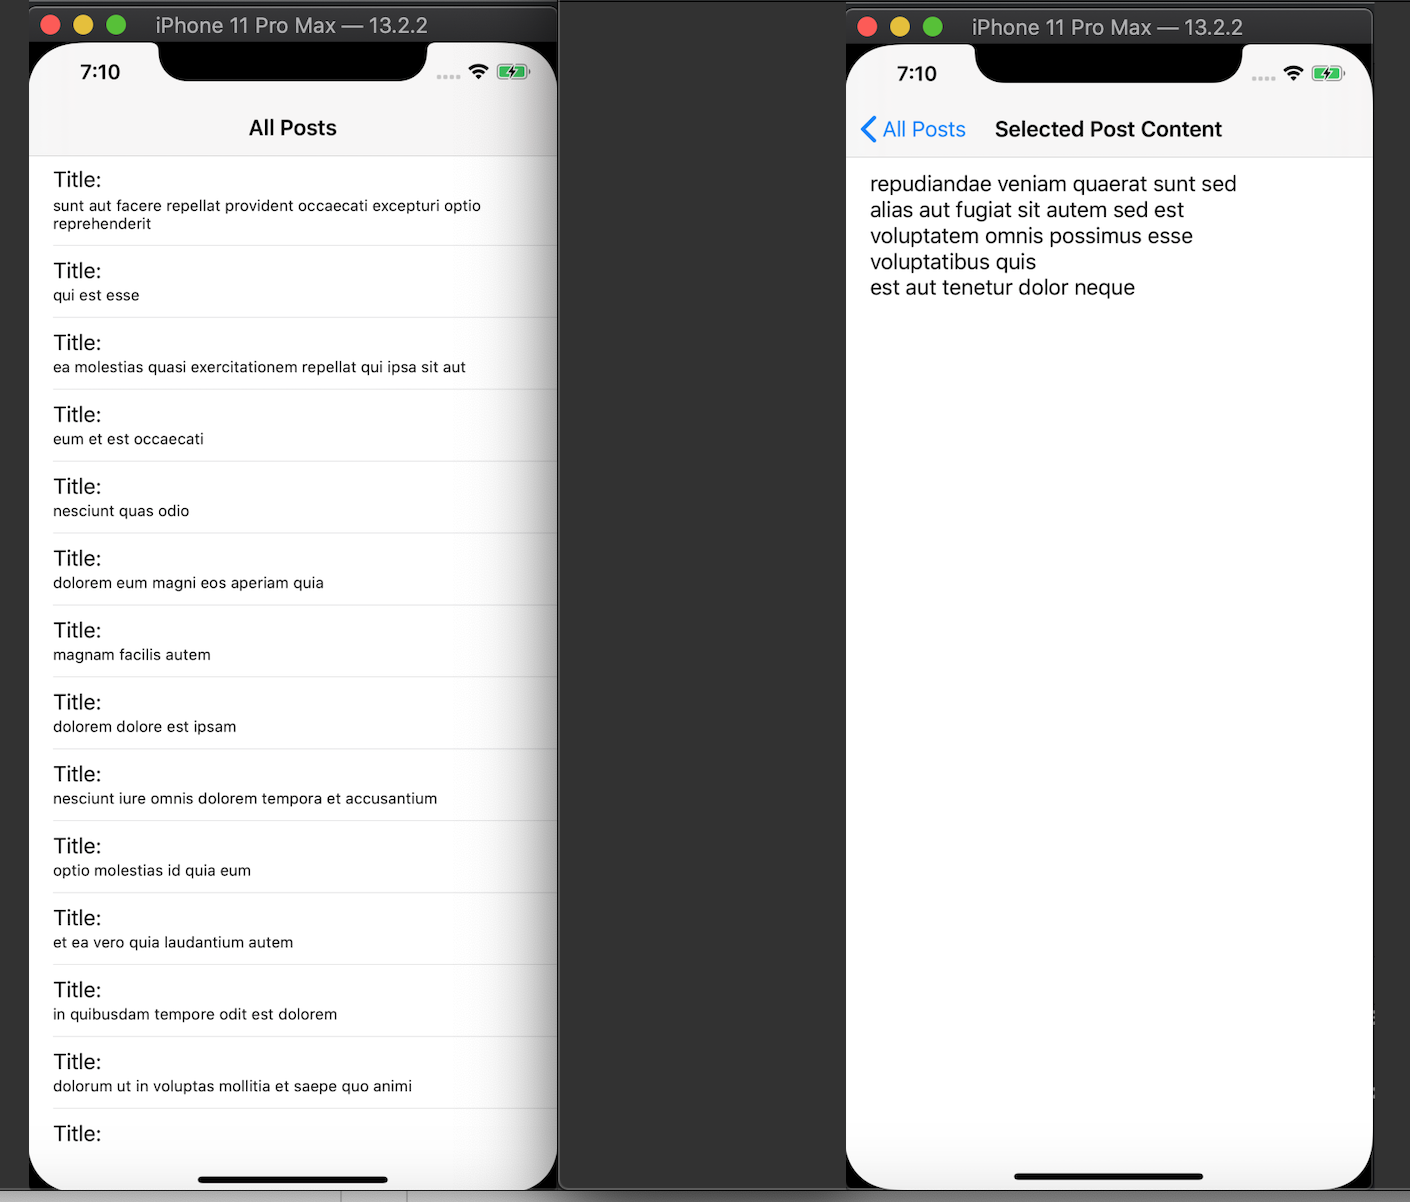 iPhone 11 Pro Max — 13.2.2
7:10
All Posts
Title:
sunt aut facere repellat provident occaecati excepturi optio
reprehenderit
Title:
qui est esse
Title:
ea molestias quasi exercitationem repellat qui ipsa sit aut
Title:
eum et est occaecati
Title:
nesciunt quas odio
Title:
dolorem eum magni eos aperiam quia
Title:
magnam facilis autem
Title:
dolorem dolore est ipsam
Title:
nesciunt iure omnis dolorem tempora et accusantium
Title:
optio molestias id quia eum
Title:
et ea vero quia laudantium autem
Title:
in quibusdam tempore odit est dolorem
Title:
dolorum ut in voluptas mollitia et saepe quo animi
Title:
iPhone 11 Pro Max — 13.2.2
7:10
All Posts Selected Post Content
repudiandae veniam quaerat sunt sed
alias aut fugiat sit autem sed est
voluptatem omnis possimus esse
voluptatibus quis
est aut tenetur dolor neque